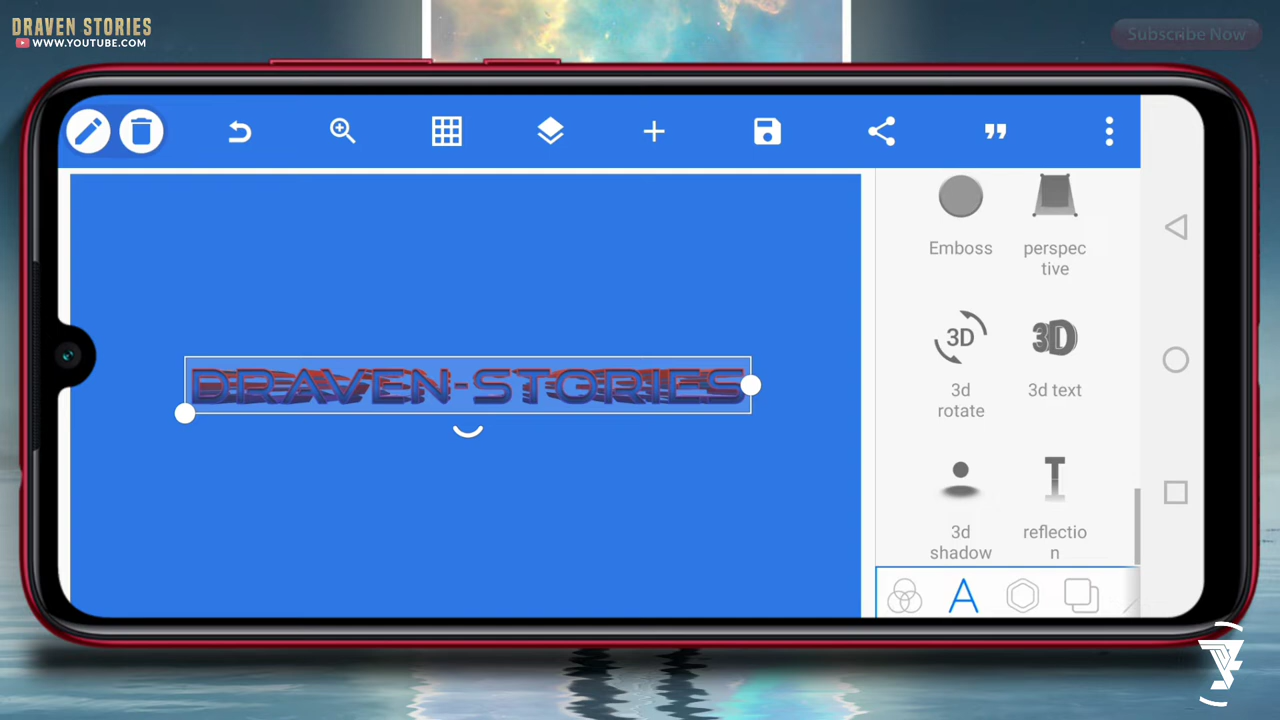 DRAVEN STORIES
WWW.YOUTUBE.COM
Subscribe Now
DRAVEN-STORIES
Emboss
perspec
tive
3D
3D
3d
rotate
3d text
3d
shadow
reflectio
n